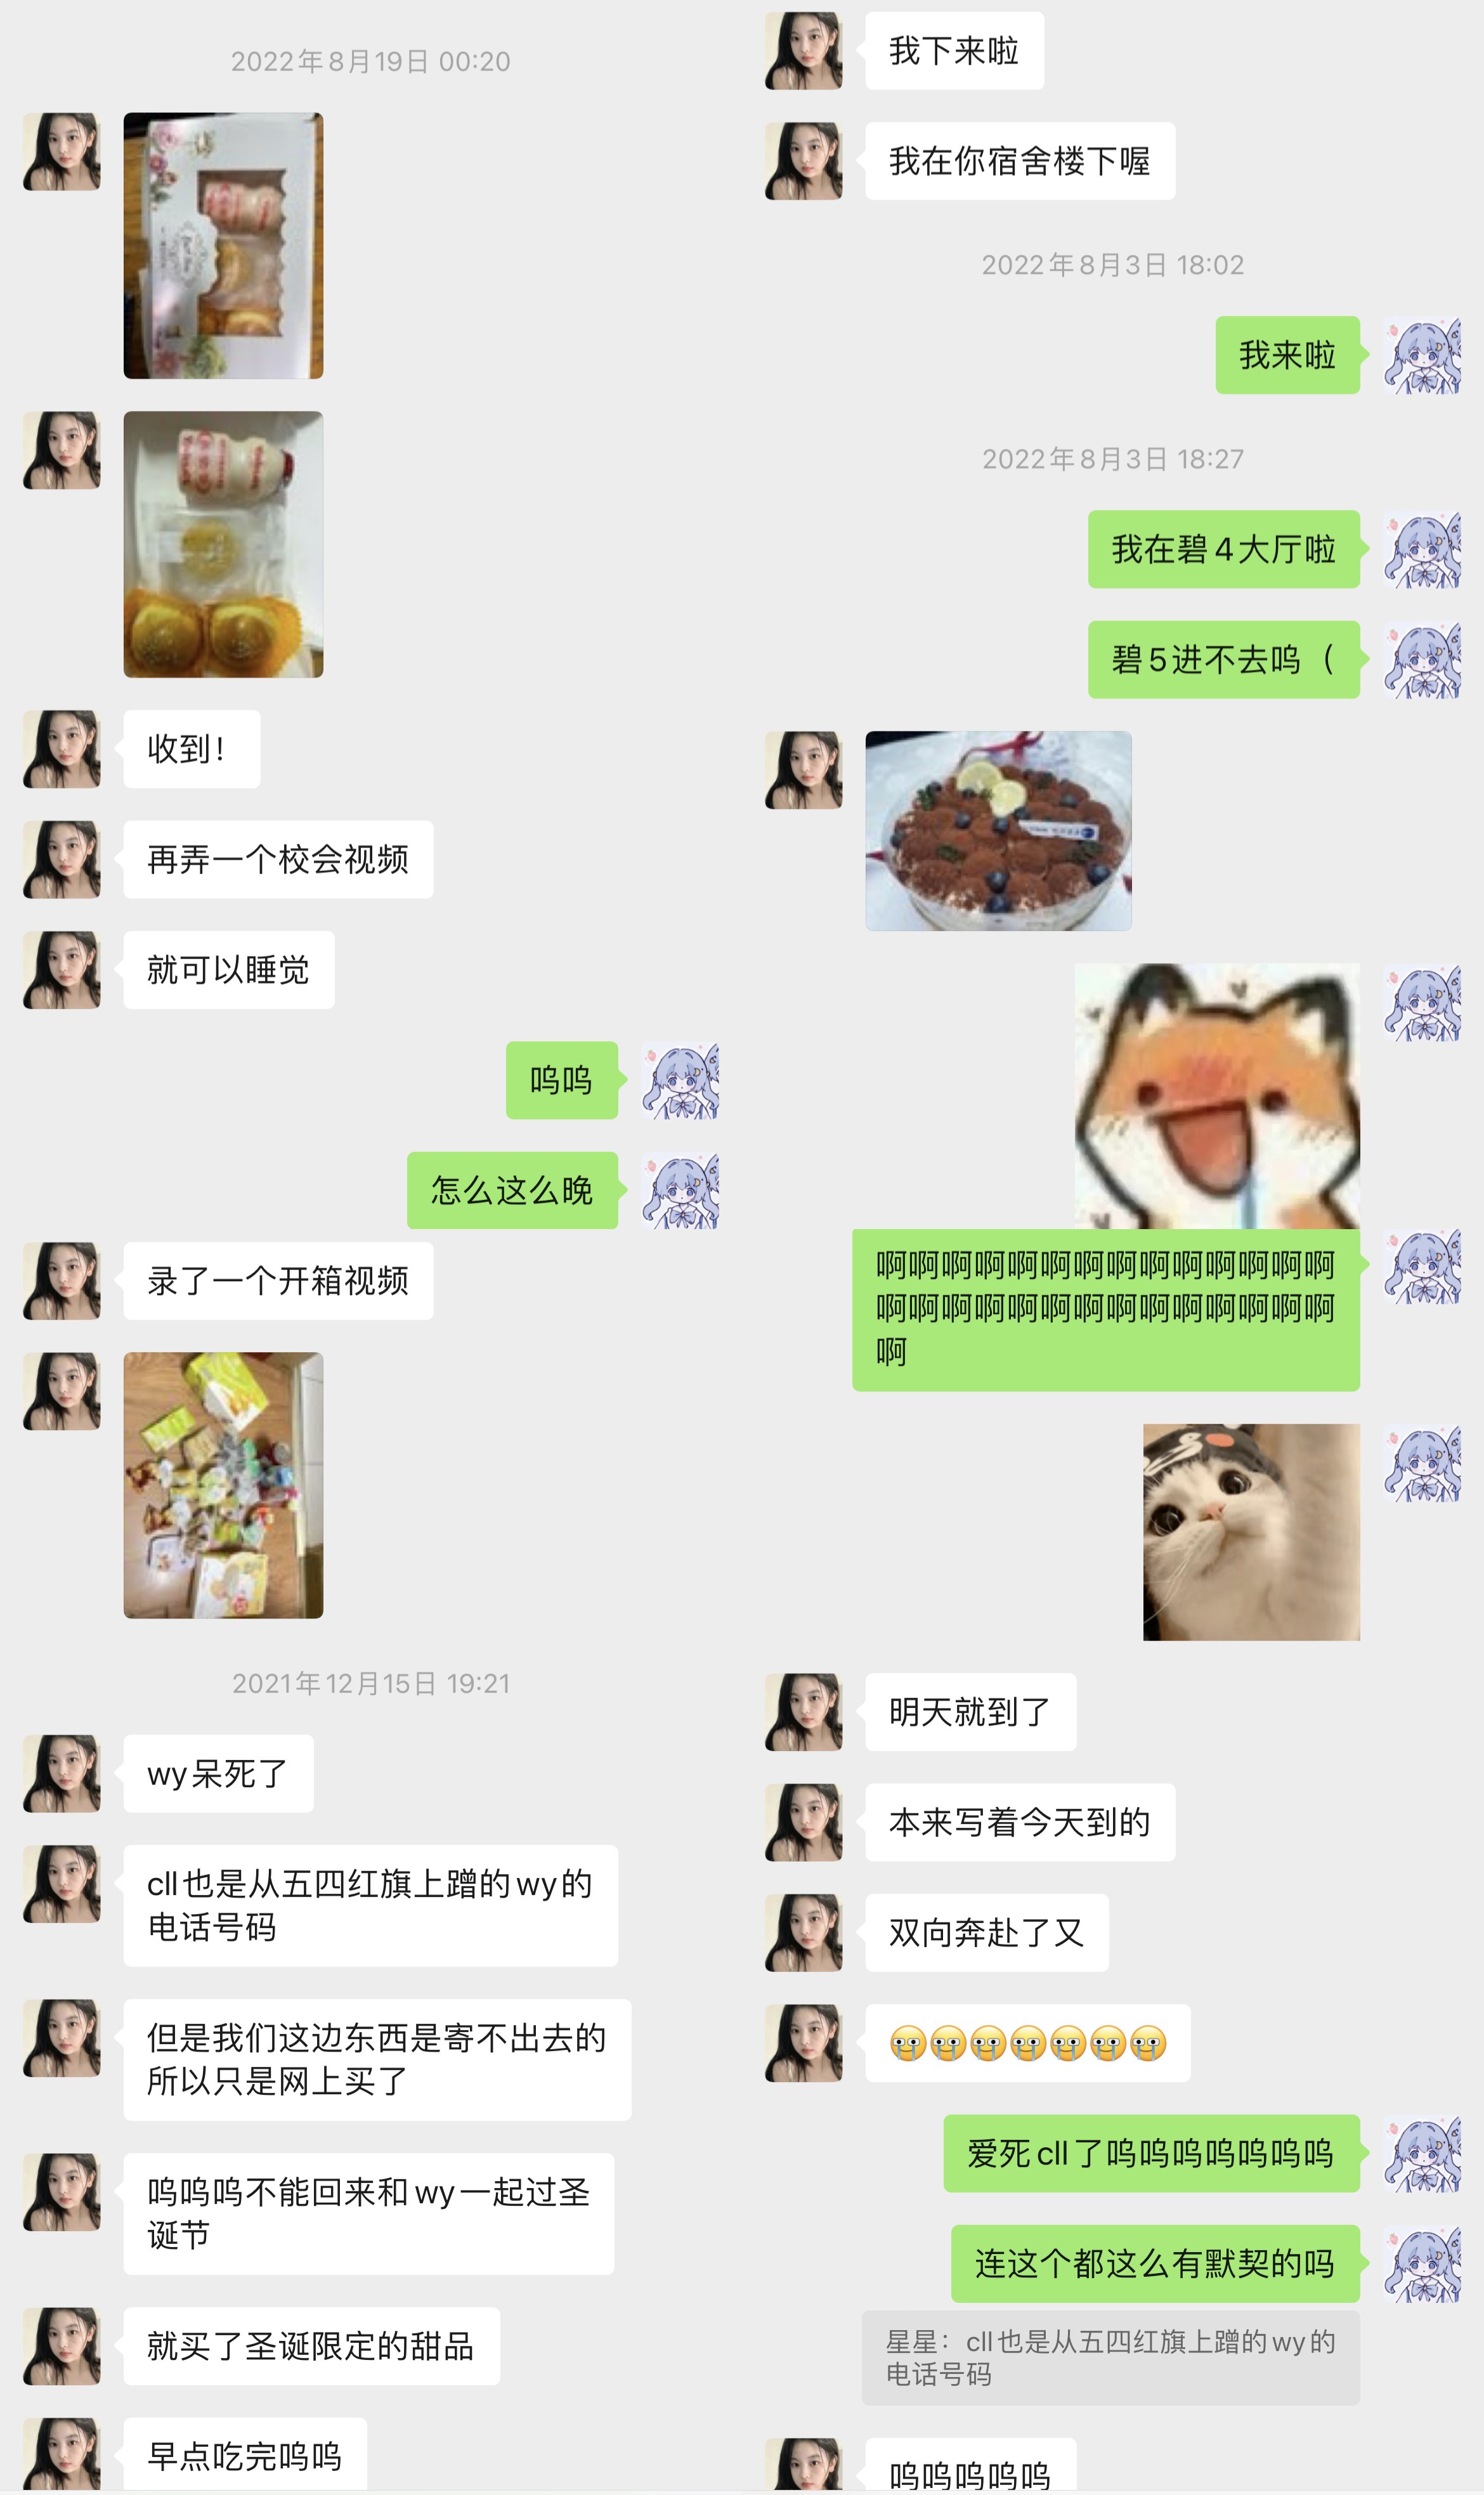 2022年8月19日 00:20
收到！
再弄一个校会视频
就可以睡觉
呜呜
怎么这么晚
录了一个开箱视频
2021年12月15日 19:21
wy呆死了
cll也是从五四红旗上蹭的wy的
电话号码
但是我们这边东西是寄不出去的
所以只是网上买了
呜呜呜不能回来和wy一起过圣
诞节
就买了圣诞限定的甜品
早点吃完呜呜
我下来啦
我在你宿舍楼下喔
2022年8月3日 18:02
我来啦
2022年8月3日 18:27
我在碧4大厅啦
碧5进不去呜（
啊啊啊啊啊啊啊啊啊啊啊啊啊啊
啊啊啊啊啊啊啊啊啊啊啊啊啊啊
啊
明天就到了
本来写着今天到的
双向奔赴了又
😭😭😭😭😭😭😭
爱死cll了呜呜呜呜呜呜呜
连这个都这么有默契的吗
星星：cll也是从五四红旗上蹭的wy的
电话号码
呜呜呜呜呜